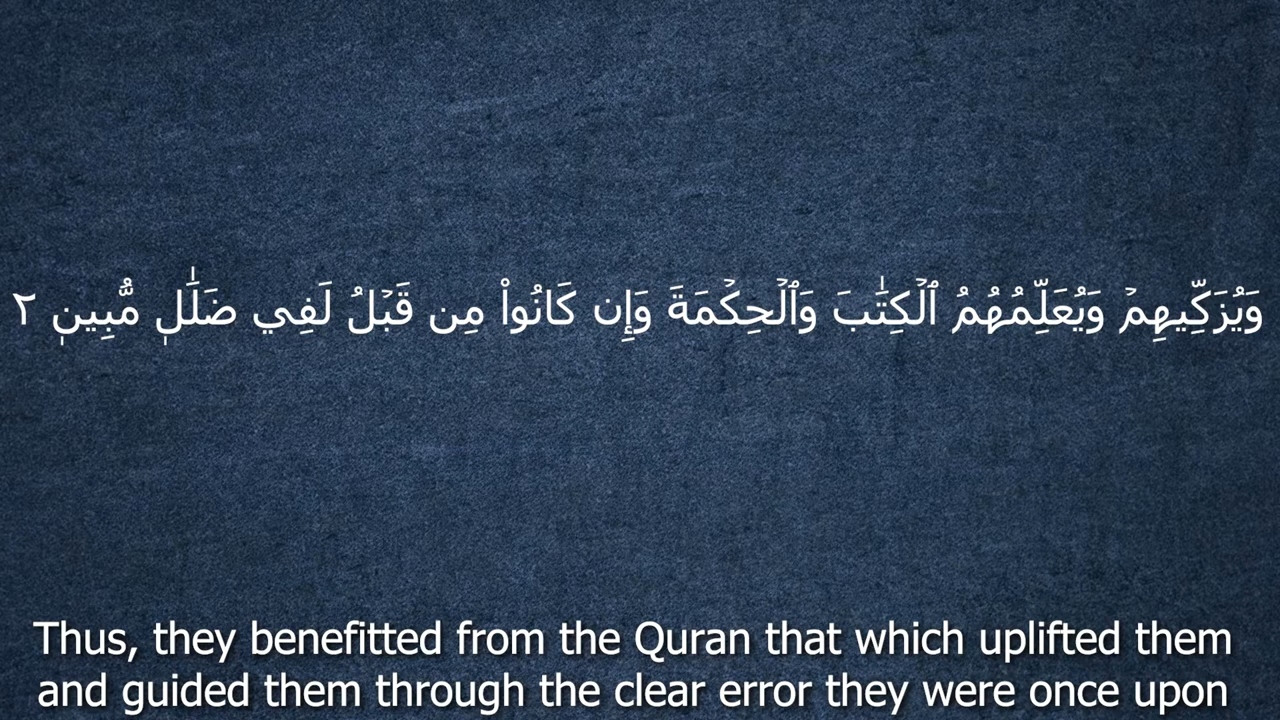 وَيُزَكِّيهِمۡ وَيُعَلِّمُهُمُ ٱلۡكِتَٰبَ وَٱلۡحِكۡمَةَ وَإِن كَانُواْ مِن قَبۡلُ لَفِي ضَلَٰلٖ مُّبِينٖ ٢
Thus, they benefitted from the Quran that which uplifted them
and guided them through the clear error they were once upon